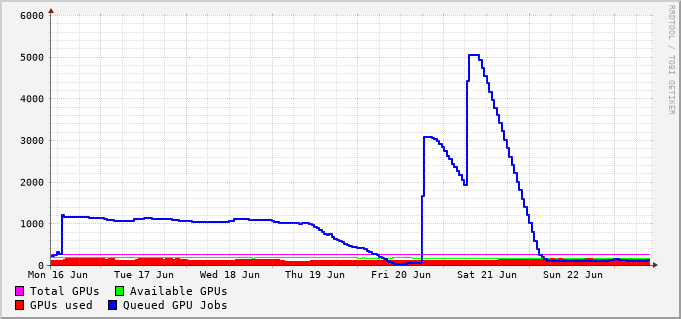 RRDTOOL / TOBI OETIKER
6000
5000
4000
3000
2000
1000
0
Mon 16 Jun Tue 17 Jun Wed 18 Jun Thu 19 Jun Fri 20 Jun Sat 21 Jun Sun 22 Jun
Total GPUs Available GPUs
GPUs used Queued GPU Jobs